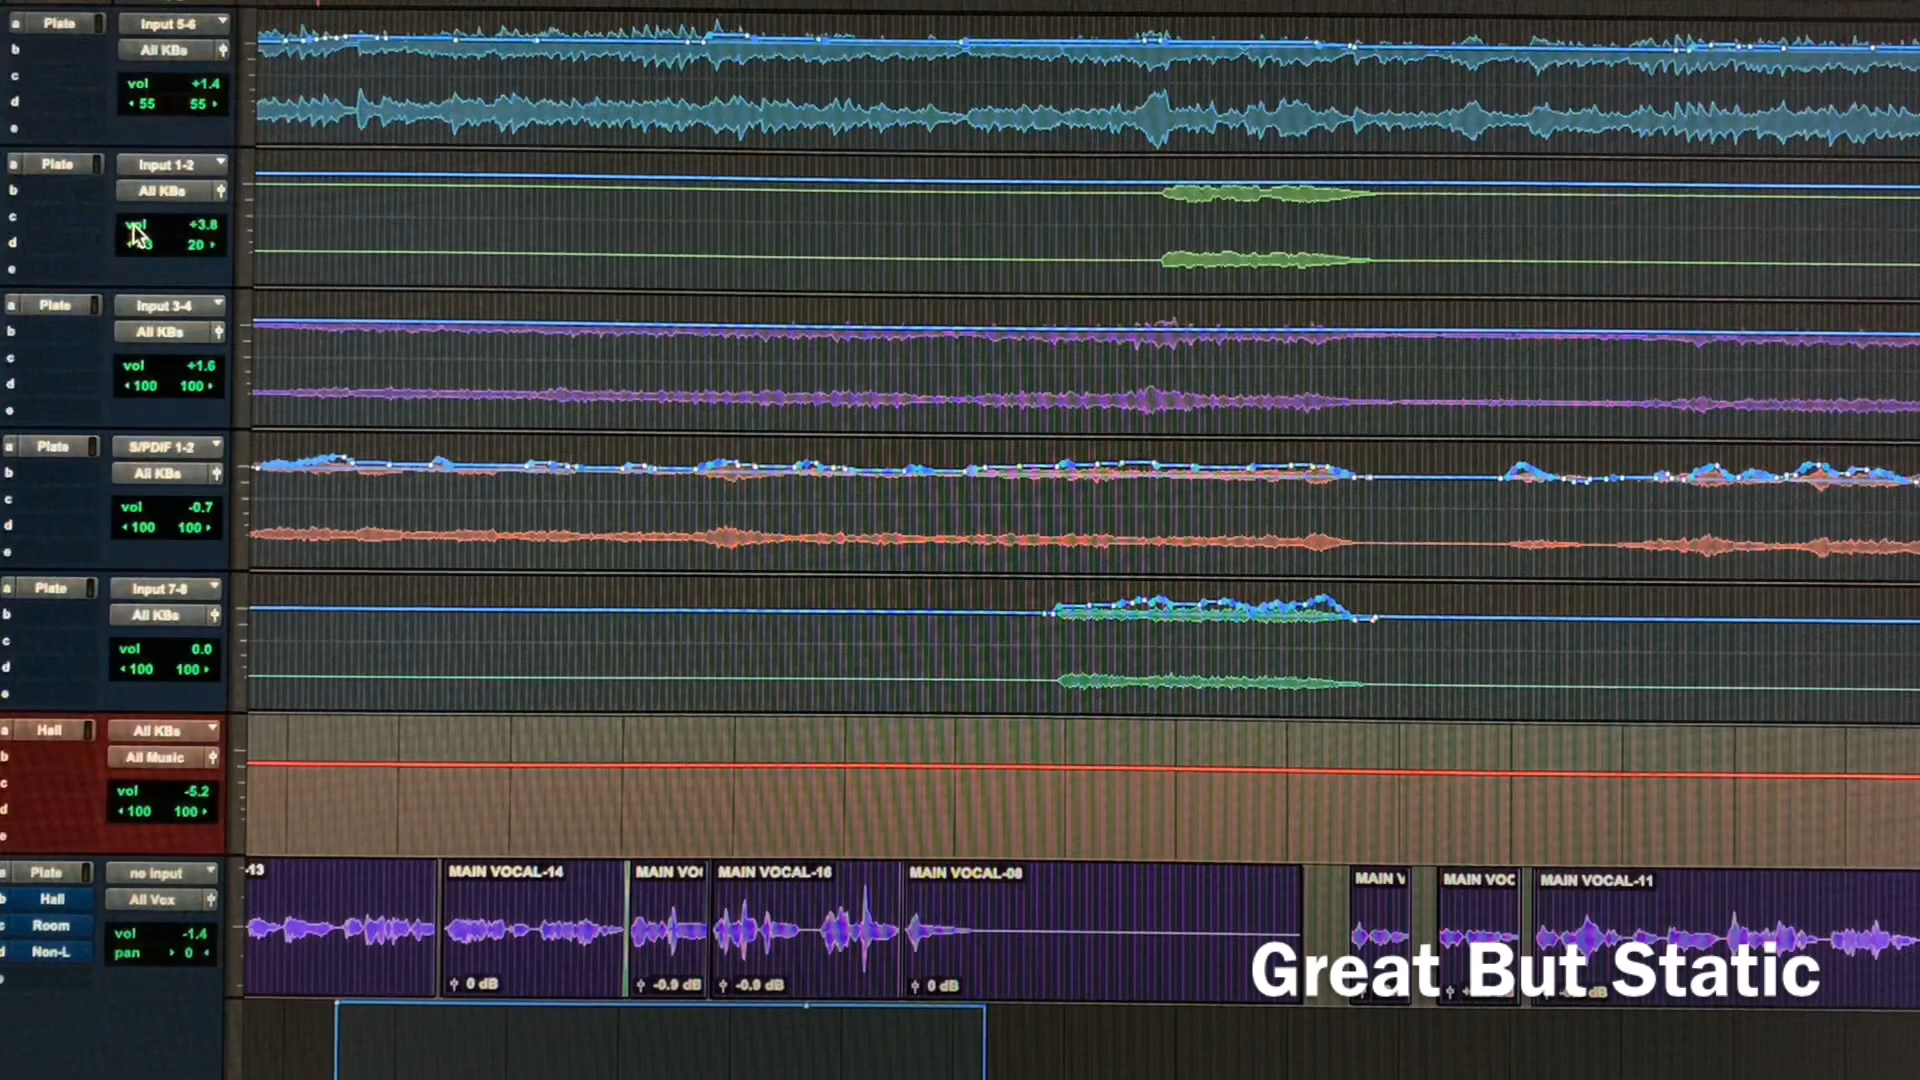 a Plate Input 5-6
b All KBs
c vol +1.4
d 55 55
e
a Plate Input 1-2
b All KBs
c +3.8
d 20
e
a Plate Input 3-4
b All KBs
c vol +1.6
d 100 100
e
a Plate S/PDIF 1-2
b All KBs
c vol -0.7
d 100 100
e
a Plate Input 7-8
b All KBs
c vol 0.0
d 100 100
e
a Hall All KBs
b All Music
c vol -5.2
d 100 100
e
-13 MAIN VOCAL-14 MAIN VO MAIN VOCAL-16 MAIN VOCAL-08 MAIN V MAIN VOC MAIN VOCAL-11
a Plate no input
b Hall All Vox
c Room vol -1.4
d Non-L pan 0
e
0 dB -0.9 dB -0.9 dB 0 dB dB
Great But Static